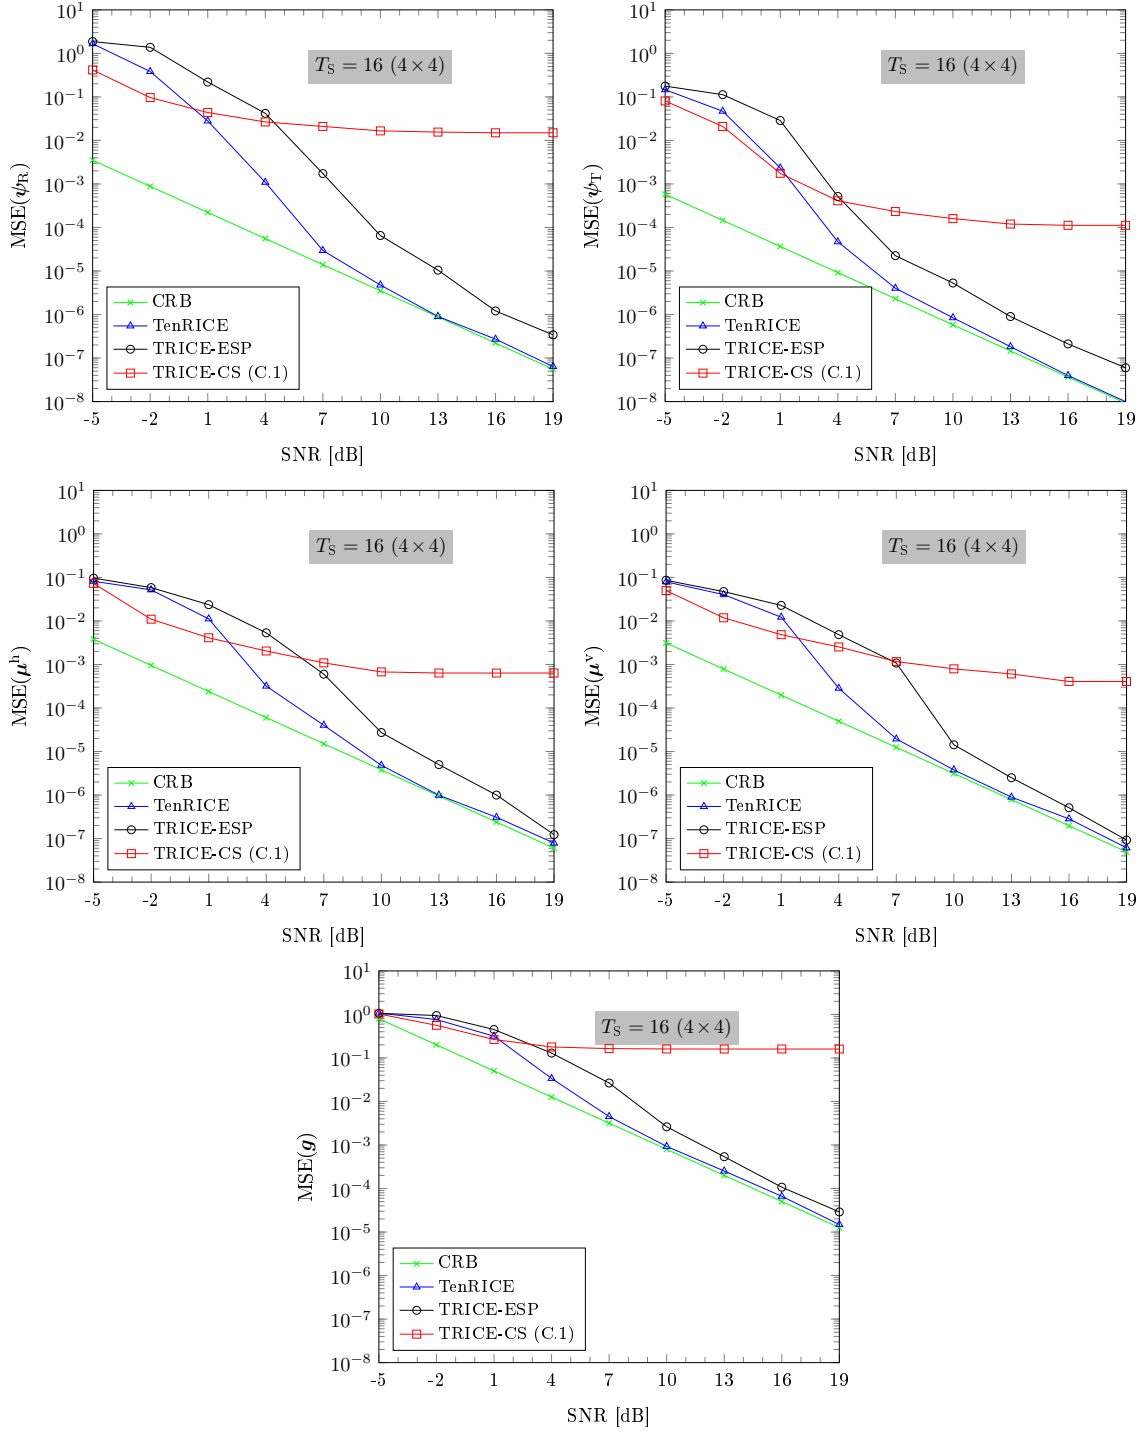 10^1
10^0
10^-1
10^-2
10^-3
10^-4
10^-5
10^-6
10^-7
10^-8
MSE(ψ_R)
T_S = 16 (4×4)
CRB
TenRICE
TRICE-ESP
TRICE-CS (C.1)
-5 -2 1 4 7 10 13 16 19
SNR [dB]
10^1
10^0
10^-1
10^-2
10^-3
10^-4
10^-5
10^-6
10^-7
10^-8
MSE(ψ_T)
T_S = 16 (4×4)
CRB
TenRICE
TRICE-ESP
TRICE-CS (C.1)
-5 -2 1 4 7 10 13 16 19
SNR [dB]
10^1
10^0
10^-1
10^-2
10^-3
10^-4
10^-5
10^-6
10^-7
10^-8
MSE(μ^h)
T_S = 16 (4×4)
CRB
TenRICE
TRICE-ESP
TRICE-CS (C.1)
-5 -2 1 4 7 10 13 16 19
SNR [dB]
10^1
10^0
10^-1
10^-2
10^-3
10^-4
10^-5
10^-6
10^-7
10^-8
MSE(μ^v)
T_S = 16 (4×4)
CRB
TenRICE
TRICE-ESP
TRICE-CS (C.1)
-5 -2 1 4 7 10 13 16 19
SNR [dB]
10^1
10^0
10^-1
10^-2
10^-3
10^-4
10^-5
10^-6
10^-7
10^-8
MSE(g)
T_S = 16 (4×4)
CRB
TenRICE
TRICE-ESP
TRICE-CS (C.1)
-5 -2 1 4 7 10 13 16 19
SNR [dB]